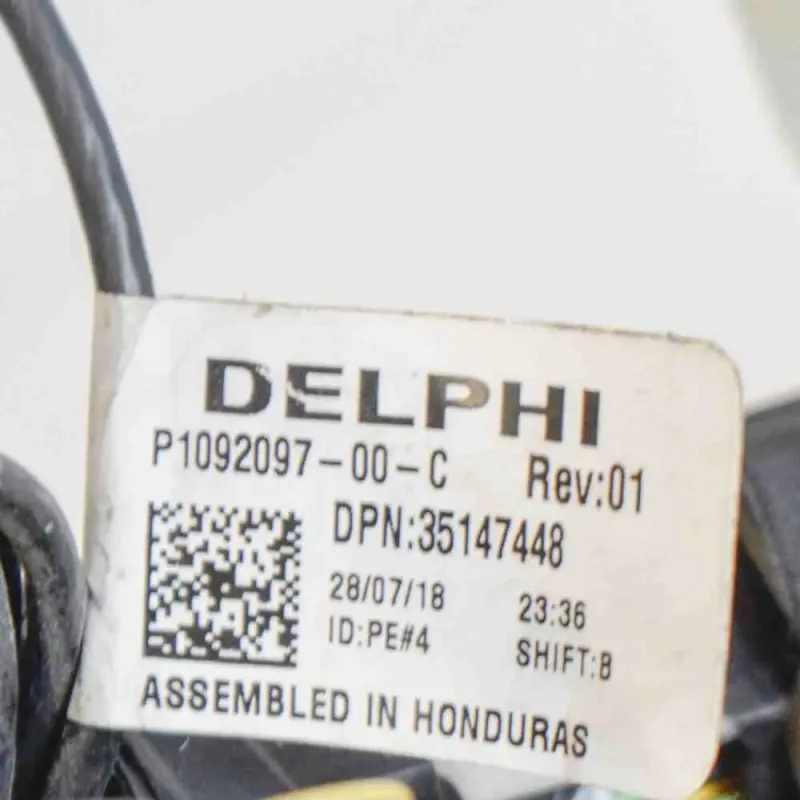 DELPHI
P1092097-00-C Rev:01
DPN:35147448
28/07/18 23:36
ID:PE#4 SHIFT:B
ASSEMBLED IN HONDURAS